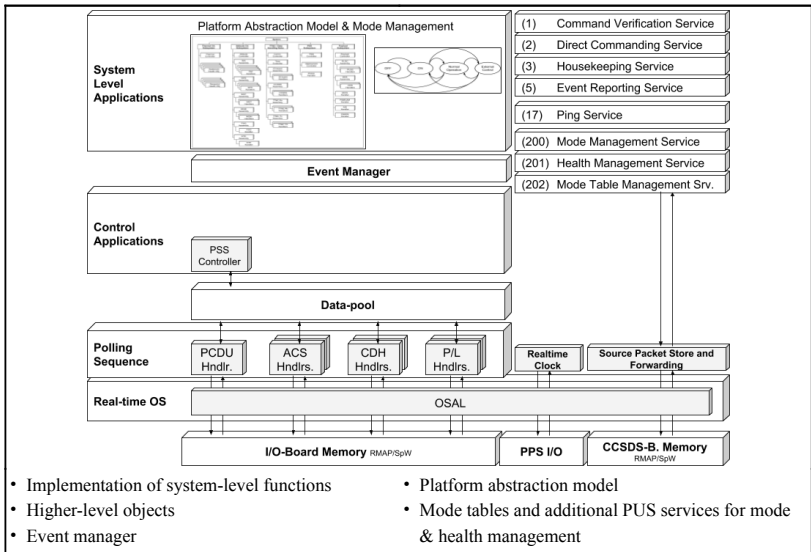 Platform Abstraction Model & Mode Management
System
Level
Applications
(1) Command Verification Service
(2) Direct Commanding Service
(3) Housekeeping Service
(5) Event Reporting Service
(17) Ping Service
(200) Mode Management Service
(201) Health Management Service
(202) Mode Table Management Srv.
Event Manager
Control
Applications
PSS
Controller
Data-pool
Polling
Sequence
PCDU
Hndlr.
ACS
Hndlrs.
CDH
Hndlrs.
P/L
Hndlrs.
Realtime
Clock
Source Packet Store and
Forwarding
Real-time OS
OSAL
I/O-Board Memory RMAP/SpW
PPS I/O
CCSDS-B. Memory
RMAP/SpW
• Implementation of system-level functions
• Higher-level objects
• Event manager
• Platform abstraction model
• Mode tables and additional PUS services for mode
& health management